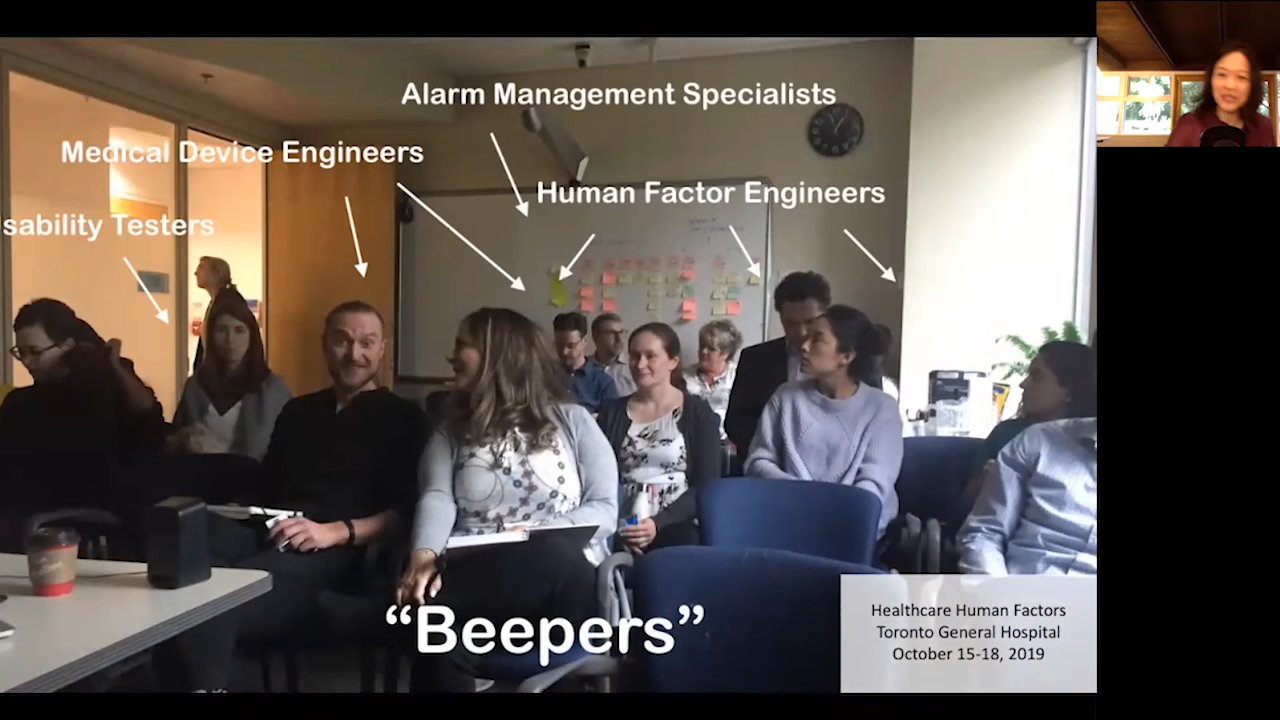 Alarm Management Specialists
Medical Device Engineers
Human Factor Engineers
sability Testers
“Beepers”
Healthcare Human Factors
Toronto General Hospital
October 15-18, 2019